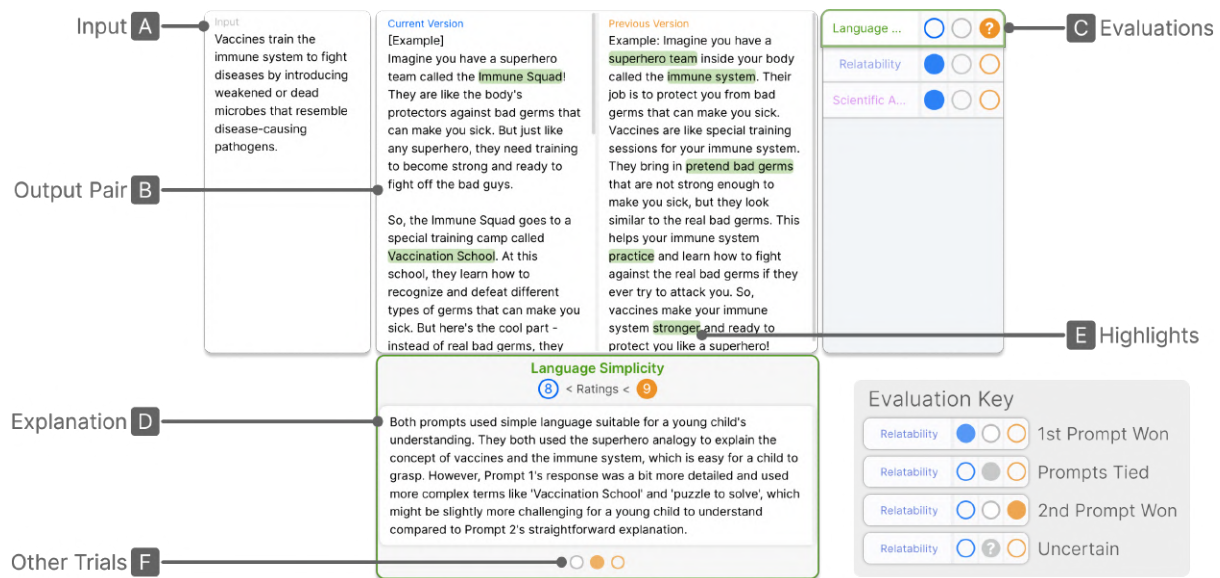 Input A
Input
Vaccines train the
immune system to fight
diseases by introducing
weakened or dead
microbes that resemble
disease-causing
pathogens.
Output Pair B
Current Version
[Example]
Imagine you have a superhero
team called the Immune Squad!
They are like the body's
protectors against bad germs that
can make you sick. But just like
any superhero, they need training
to become strong and ready to
fight off the bad guys.
So, the Immune Squad goes to a
special training camp called
Vaccination School. At this
school, they learn how to
recognize and defeat different
types of germs that can make you
sick. But here's the cool part -
instead of real bad germs, they
Previous Version
Example: Imagine you have a
superhero team inside your body
called the immune system. Their
job is to protect you from bad
germs that can make you sick.
Vaccines are like special training
sessions for your immune system.
They bring in pretend bad germs
that are not strong enough to
make you sick, but they look
similar to the real bad germs. This
helps your immune system
practice and learn how to fight
against the real bad germs if they
ever try to attack you. So,
vaccines make your immune
system stronger and ready to
protect you like a superhero!
Language ... ?
Relatability
Scientific A...
C Evaluations
E Highlights
Explanation D
Language Simplicity
8 < Ratings < 9
Both prompts used simple language suitable for a young child's
understanding. They both used the superhero analogy to explain the
concept of vaccines and the immune system, which is easy for a child to
grasp. However, Prompt 1's response was a bit more detailed and used
more complex terms like 'Vaccination School' and 'puzzle to solve', which
might be slightly more challenging for a young child to understand
compared to Prompt 2's straightforward explanation.
Other Trials F
Evaluation Key
Relatability 1st Prompt Won
Relatability Prompts Tied
Relatability 2nd Prompt Won
Relatability ? Uncertain